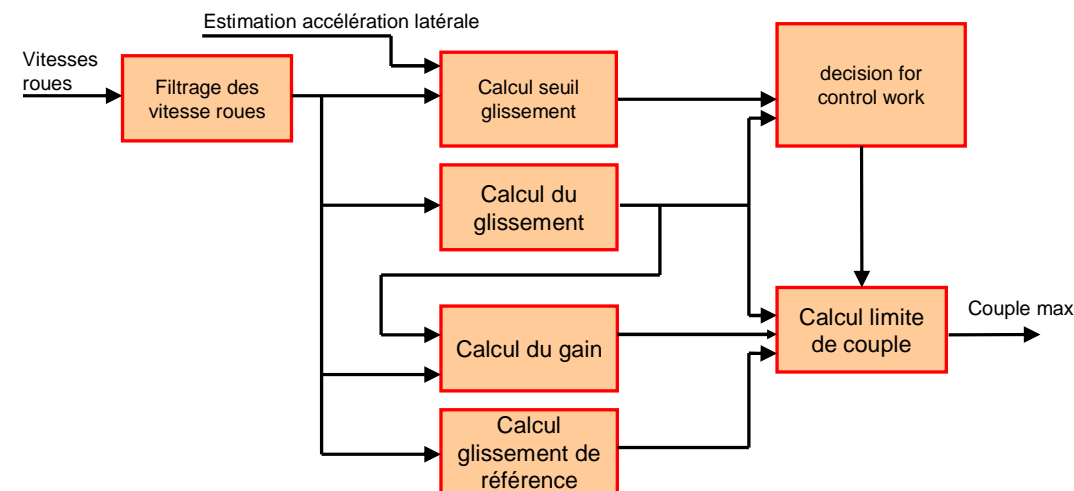 Estimation accélération latérale
Vitesses
roues
Filtrage des
vitesse roues
Calcul seuil
glissement
decision for
control work
Calcul du
glissement
Calcul du gain
Calcul limite
de couple
Couple max
Calcul
glissement de
référence